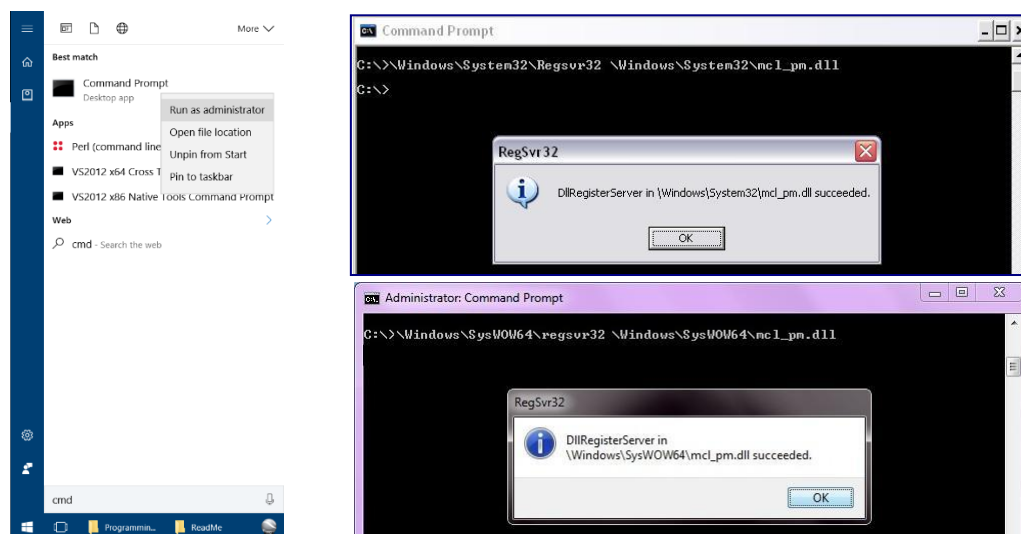 More
Best match
Command Prompt
Desktop app
Run as administrator
Apps
Open file location
Perl (command line
Unpin from Start
VS2012 x64 Cross T
Pin to taskbar
VS2012 x86 Native Tools Command Prompt
Web
cmd - Search the web
cmd
Programmin...
ReadMe
C:\
Command Prompt
C:\>\Windows\System32\Regsvr32 \Windows\System32\mcl_pm.dll
C:\>
RegSvr32
DllRegisterServer in \Windows\System32\mcl_pm.dll succeeded.
OK
C:\
Administrator: Command Prompt
C:\>\Windows\SysWOW64\regsvr32 \Windows\SysWOW64\mcl_pm.dll
RegSvr32
DllRegisterServer in
\Windows\SysWOW64\mcl_pm.dll succeeded.
OK